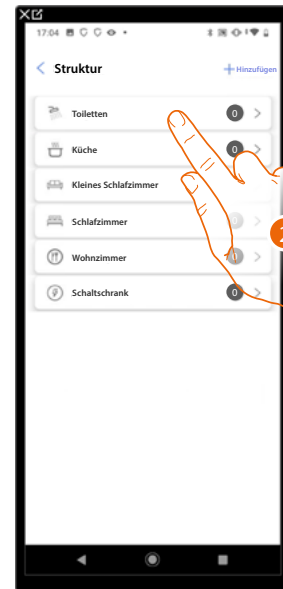 17:04
Struktur
Hinzufügen
Toiletten 0
Küche 0
Kleines Schlafzimmer
Schlafzimmer
Wohnzimmer
Schaltschrank 0